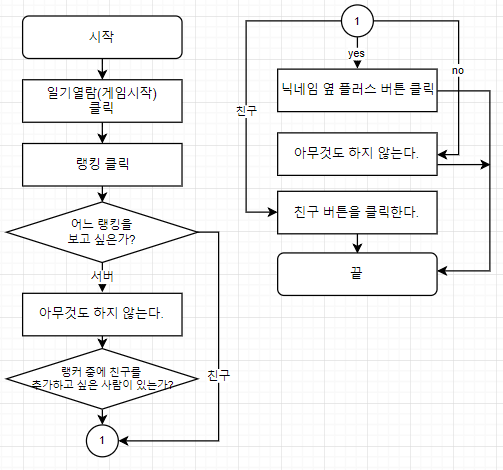 시작
일기열람(게임시작)
클릭
랭킹 클릭
어느 랭킹을
보고 싶은가?
서버
아무것도 하지 않는다.
랭커 중에 친구를
추가하고 싶은 사람이 있는가?
친구
1
1
yes
no
닉네임 옆 플러스 버튼 클릭
친구
아무것도 하지 않는다.
친구 버튼을 클릭한다.
끝